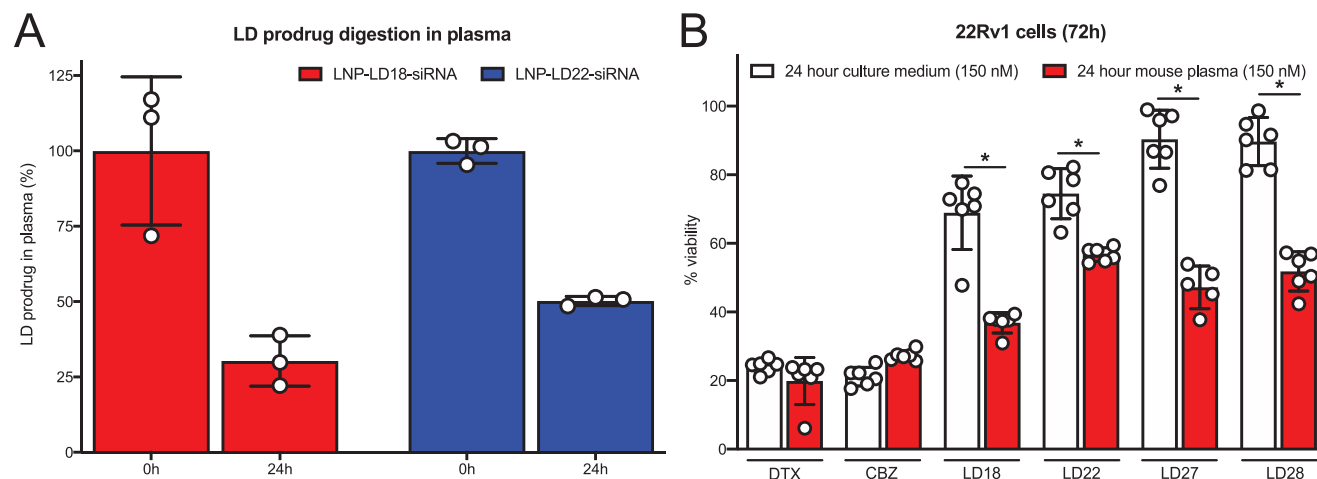 A
LD prodrug digestion in plasma
LNP-LD18-siRNA
LNP-LD22-siRNA
LD prodrug in plasma (%)
125
100
75
50
25
0
0h
24h
0h
24h
B
22Rv1 cells (72h)
24 hour culture medium (150 nM)
24 hour mouse plasma (150 nM)
% viability
100
80
60
40
20
0
*
*
*
*
DTX
CBZ
LD18
LD22
LD27
LD28